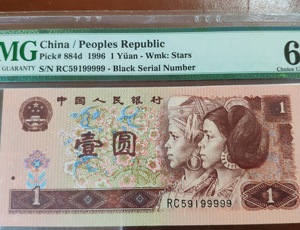 MG
GUARANTY
China / Peoples Republic
Pick# 884d 1996 1 Yüan - Wmk: Stars
S/N RC59199999 - Black Serial Number
6
中国人民银行
壹圆
1
1
RC59199999